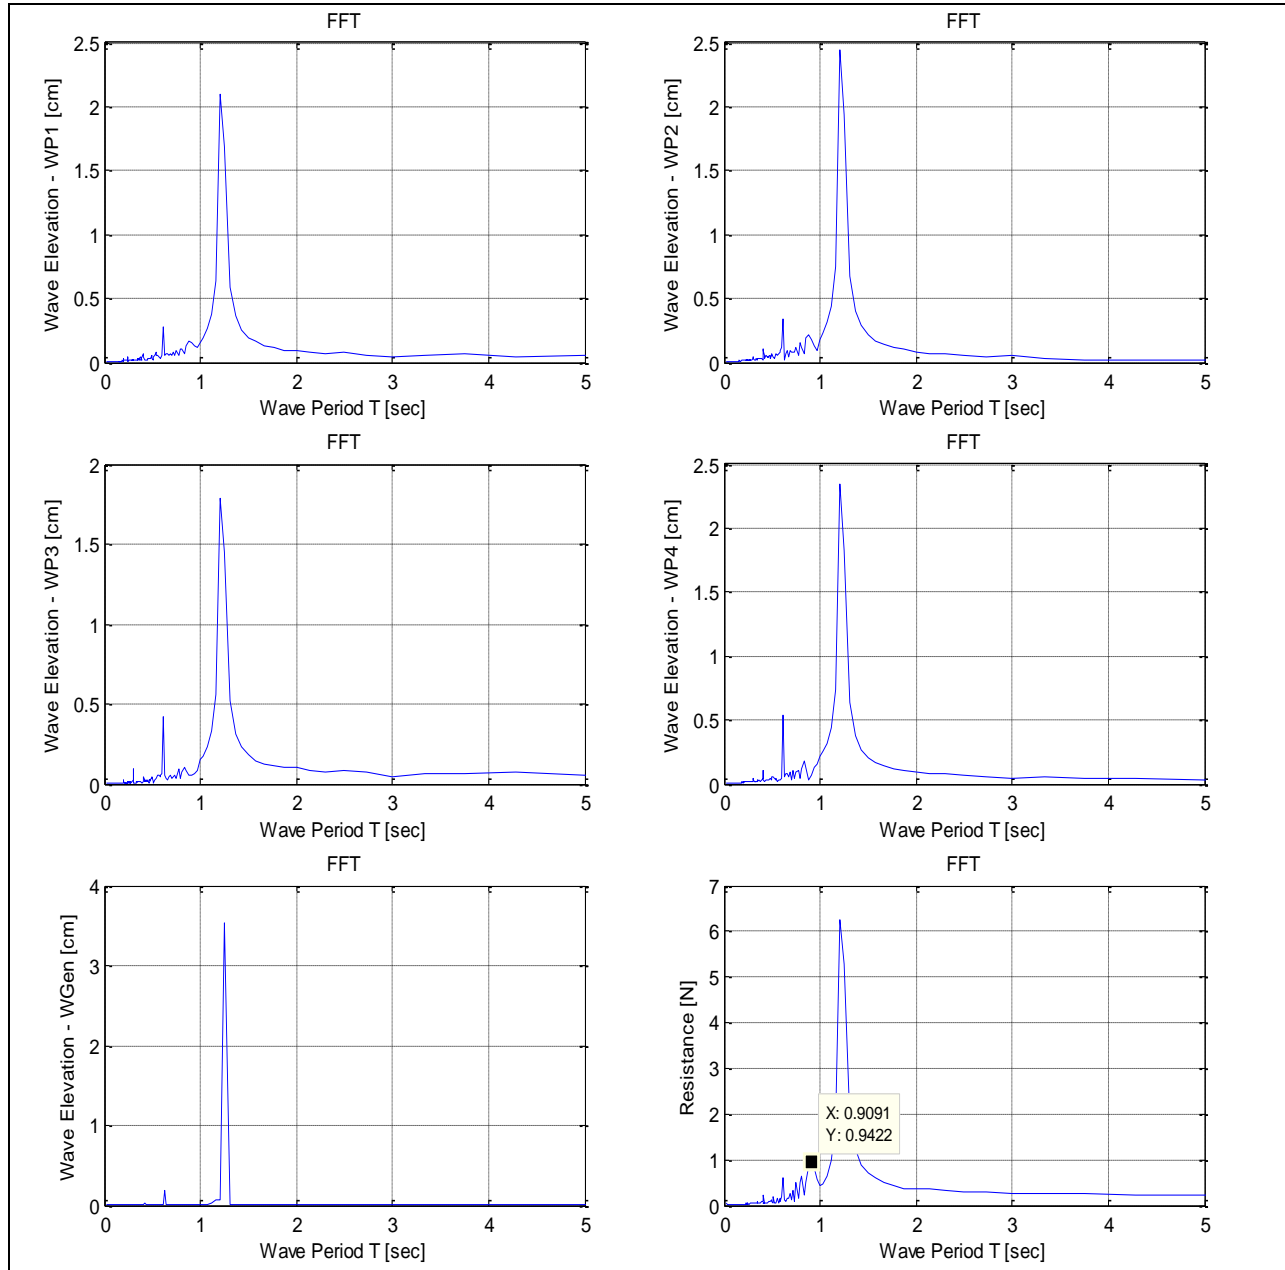 FFT
Wave Elevation - WP1 [cm]
2.5
2
1.5
1
0.5
0
0 1 2 3 4 5
Wave Period T [sec]
FFT
Wave Elevation - WP2 [cm]
2.5
2
1.5
1
0.5
0
0 1 2 3 4 5
Wave Period T [sec]
FFT
Wave Elevation - WP3 [cm]
2
1.5
1
0.5
0
0 1 2 3 4 5
Wave Period T [sec]
FFT
Wave Elevation - WP4 [cm]
2.5
2
1.5
1
0.5
0
0 1 2 3 4 5
Wave Period T [sec]
FFT
Wave Elevation - WGen [cm]
4
3
2
1
0
0 1 2 3 4 5
Wave Period T [sec]
FFT
Resistance [N]
7
6
5
4
3
2
1
0
X: 0.9091
Y: 0.9422
0 1 2 3 4 5
Wave Period T [sec]